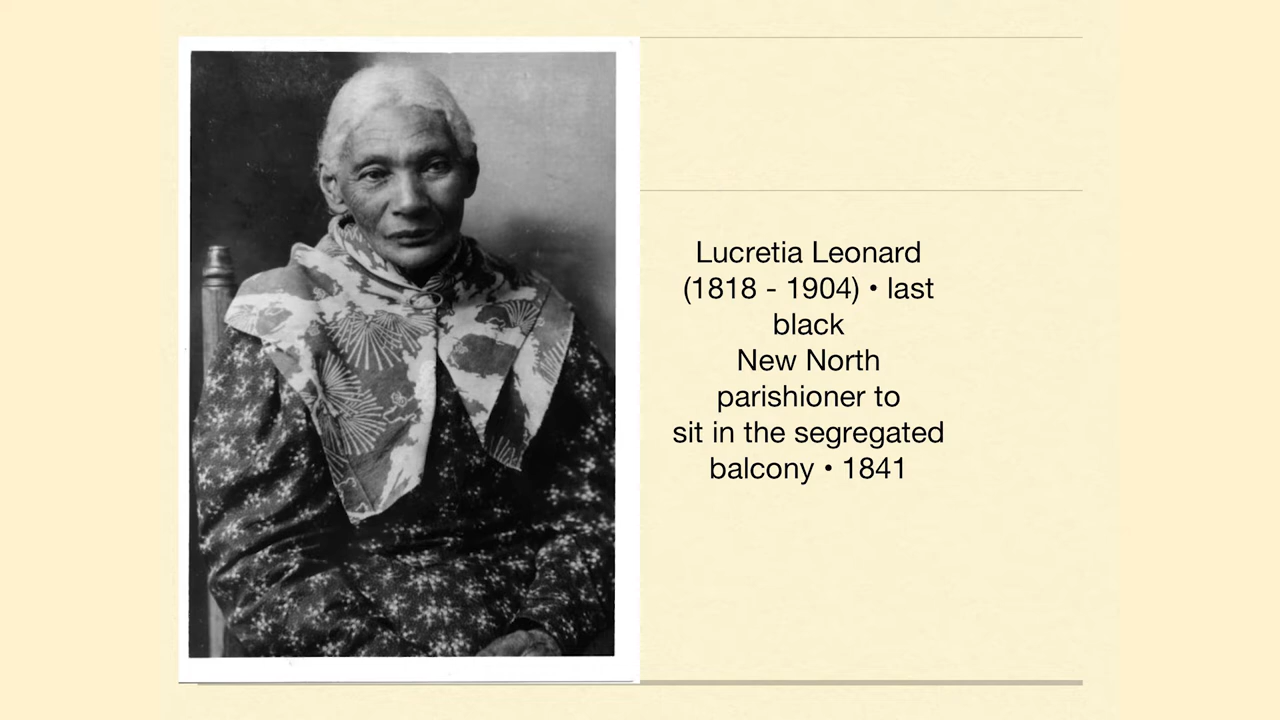 Lucretia Leonard
(1818 - 1904) • last
black
New North
parishioner to
sit in the segregated
balcony • 1841